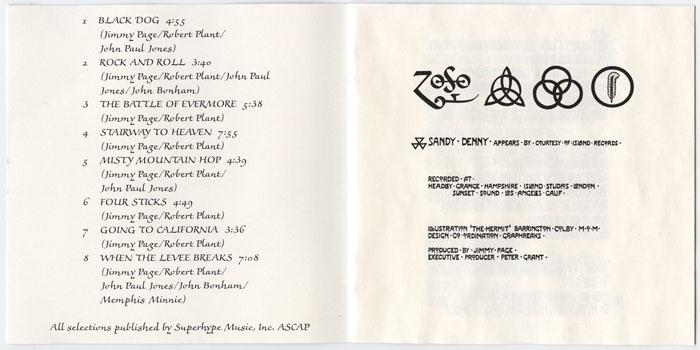 1 BLACK DOG 4:55
(Jimmy Page/Robert Plant/
John Paul Jones)
2 ROCK AND ROLL 3:40
(Jimmy Page/Robert Plant/John Paul
Jones/John Bonham)
3 THE BATTLE OF EVERMORE 5:38
(Jimmy Page/Robert Plant)
4 STAIRWAY TO HEAVEN 7:55
(Jimmy Page/Robert Plant)
5 MISTY MOUNTAIN HOP 4:39
(Jimmy Page/Robert Plant/
John Paul Jones)
6 FOUR STICKS 4:49
(Jimmy Page/Robert Plant)
7 GOING TO CALIFORNIA 3:36
(Jimmy Page/Robert Plant)
8 WHEN THE LEVEE BREAKS 7:08
(Jimmy Page/Robert Plant/
John Paul Jones/John Bonham/
Memphis Minnie)
All selections published by Superhype Music, Inc. ASCAP
ZoSo
SANDY · DENNY · APPEARS · BY · COURTESY · OF · ISLAND · RECORDS ·
RECORDED · AT ·
HEADLEY · GRANGE · HAMPSHIRE · ISLAND · STUDIOS · LONDON ·
SUNSET · SOUND · LOS · ANGELES · CALIF ·
ILLUSTRATION "THE · HERMIT" BARRINGTON · COLBY · M · O · M ·
DESIGN · CO-ORDINATION · GRAPHREAKS ·
PRODUCED · BY · JIMMY · PAGE ·
EXECUTIVE · PRODUCER · PETER · GRANT ·